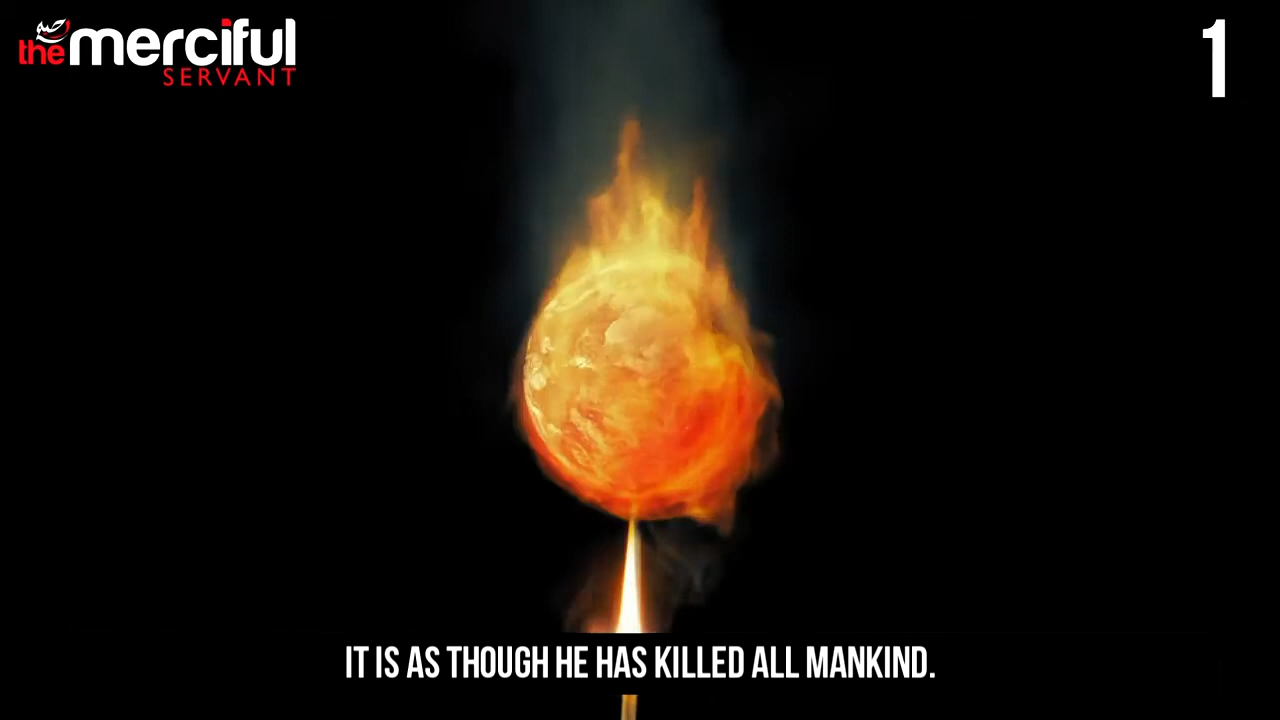 the merciful
SERVANT
1
IT IS AS THOUGH HE HAS KILLED ALL MANKIND.